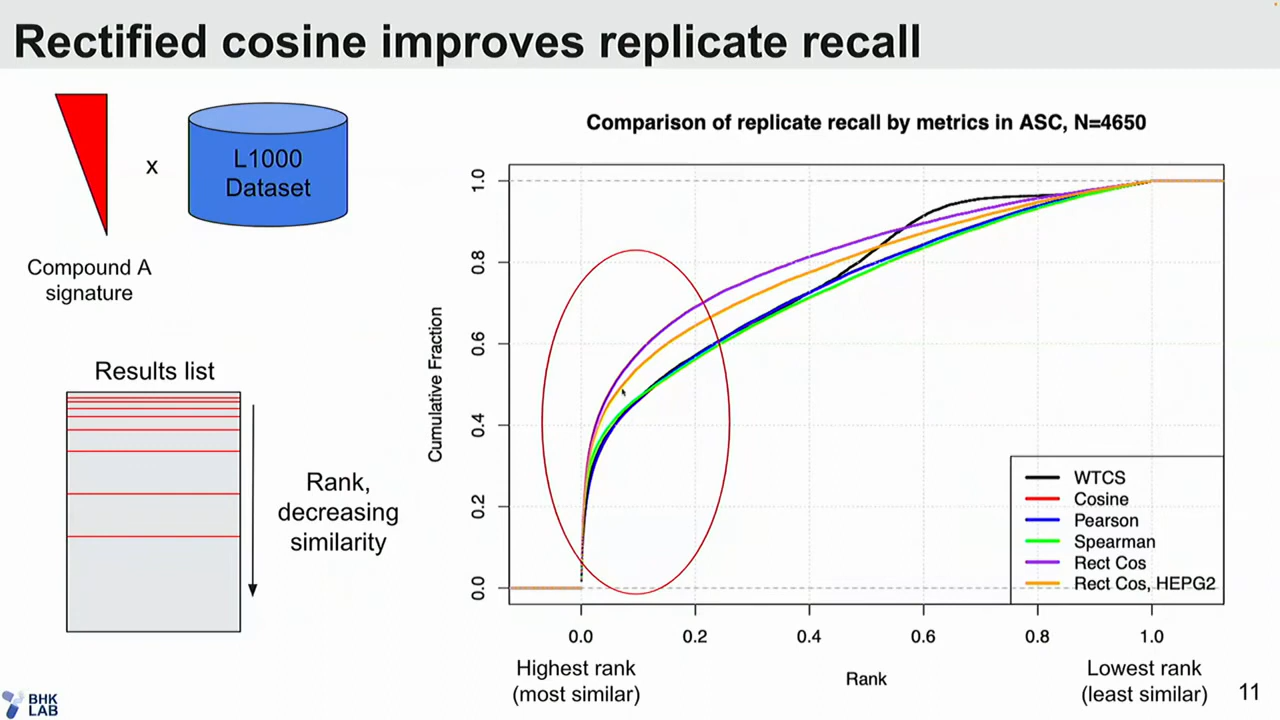 Rectified cosine improves replicate recall
x
L1000
Dataset
Compound A
signature
Results list
Rank,
decreasing
similarity
Comparison of replicate recall by metrics in ASC, N=4650
Cumulative Fraction
1.0
0.8
0.6
0.4
0.2
0.0
WTCS
Cosine
Pearson
Spearman
Rect Cos
Rect Cos, HEPG2
0.0 0.2 0.4 0.6 0.8 1.0
Highest rank
(most similar)
Rank
Lowest rank
(least similar)
BHK
LAB
11